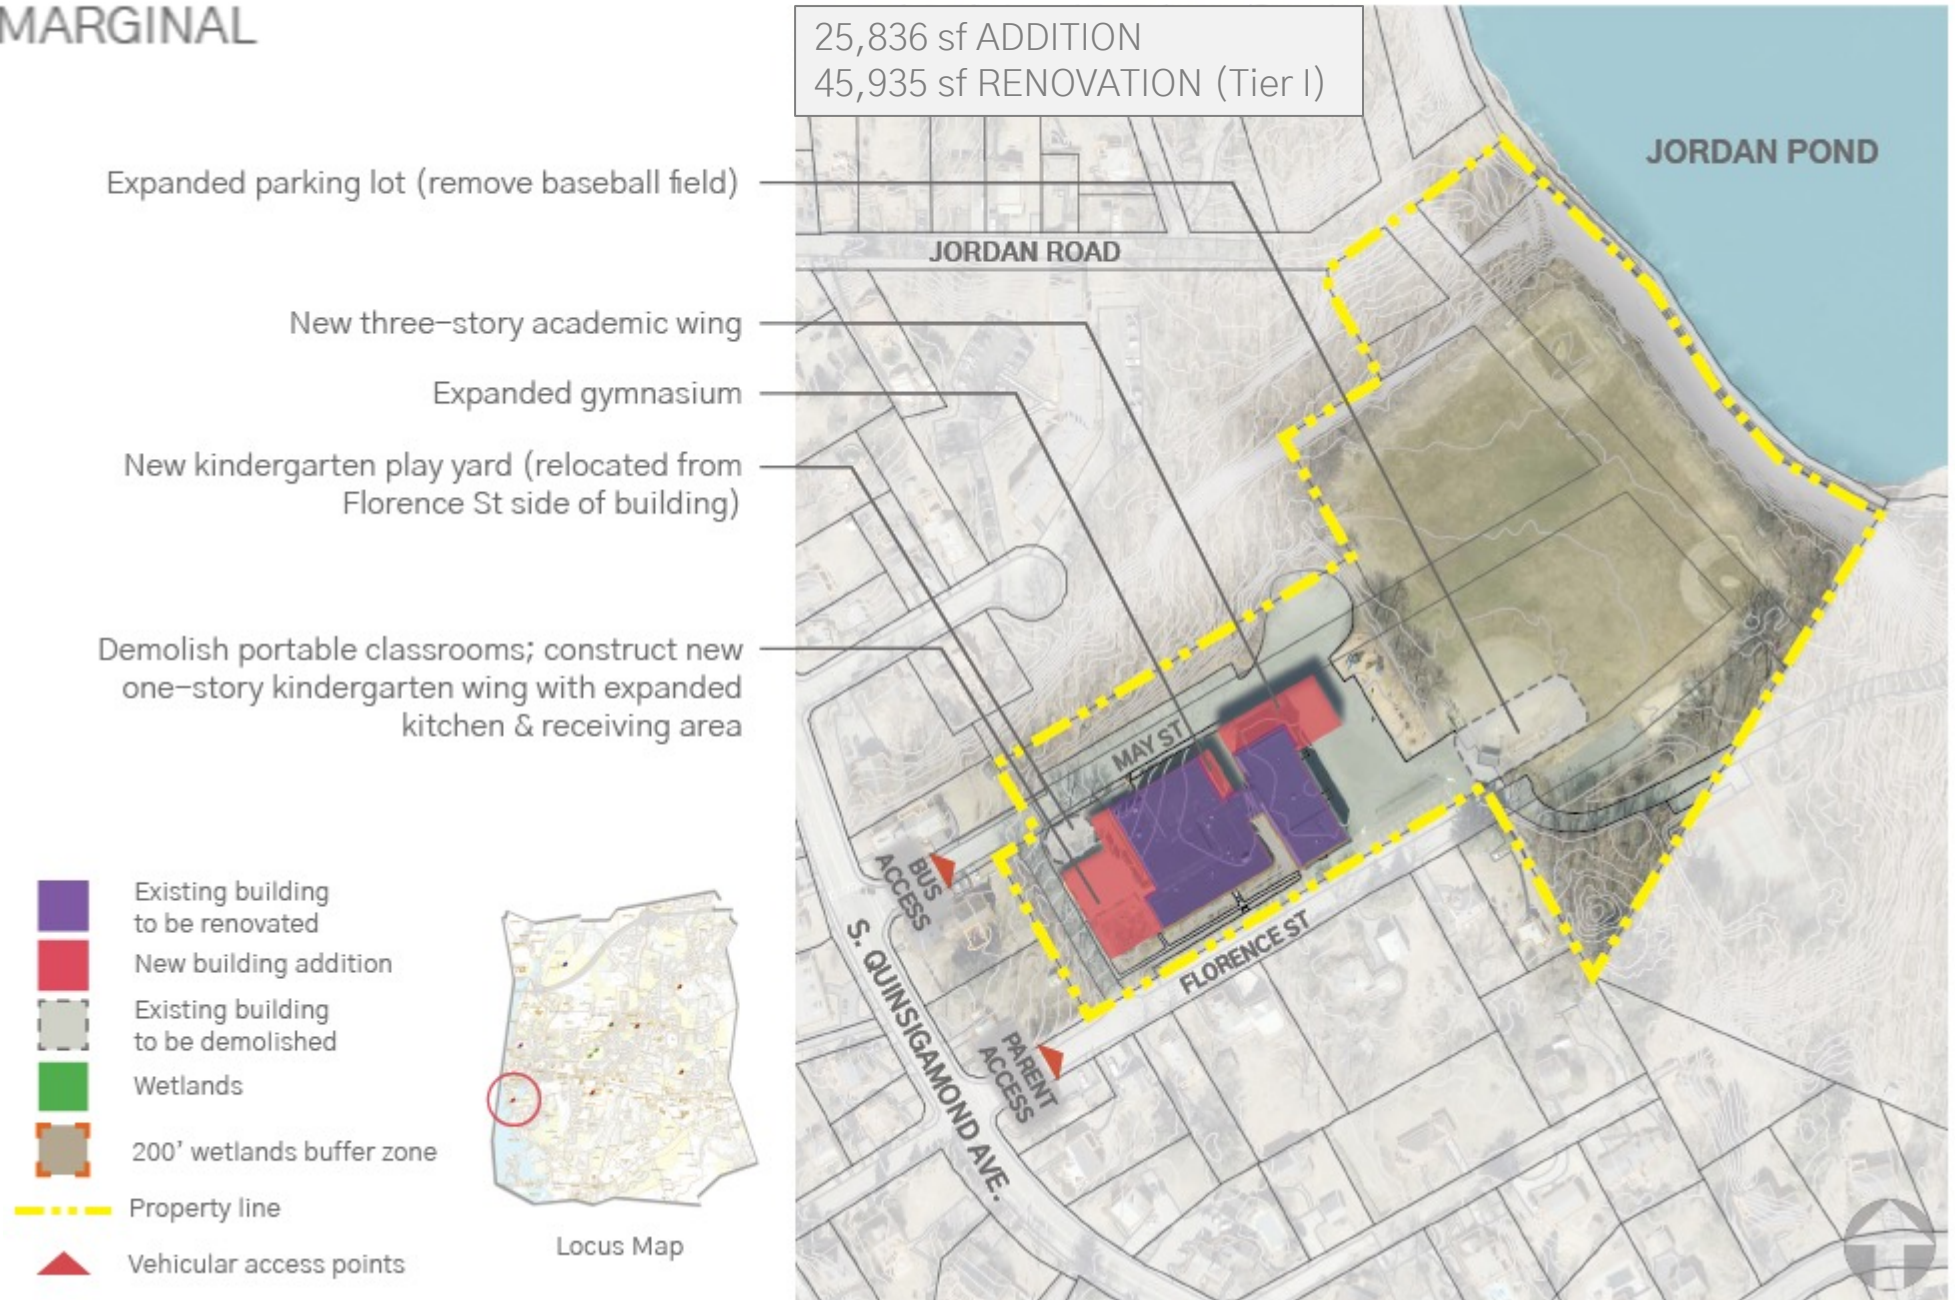 MARGINAL
25,836 sf ADDITION
45,935 sf RENOVATION (Tier I)
JORDAN POND
Expanded parking lot (remove baseball field)
JORDAN ROAD
New three-story academic wing
Expanded gymnasium
New kindergarten play yard (relocated from
Florence St side of building)
Demolish portable classrooms; construct new
one-story kindergarten wing with expanded
kitchen & receiving area
MAY ST
BUS
ACCESS
FLORENCE ST
S. QUINSIGAMOND AVE.
PARENT
ACCESS
Existing building
to be renovated
New building addition
Existing building
to be demolished
Wetlands
200' wetlands buffer zone
Property line
Vehicular access points
Locus Map